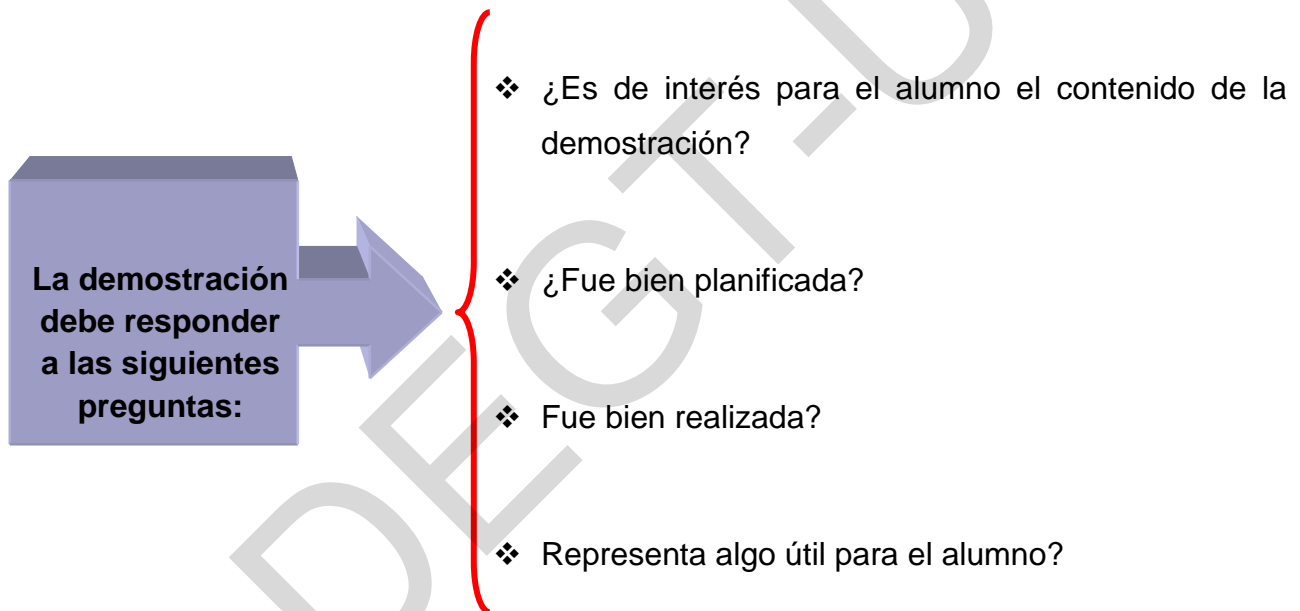 La demostración
debe responder
a las siguientes
preguntas:
❖ ¿Es de interés para el alumno el contenido de la
demostración?
❖ ¿Fue bien planificada?
❖ Fue bien realizada?
❖ Representa algo útil para el alumno?
DEGT-U